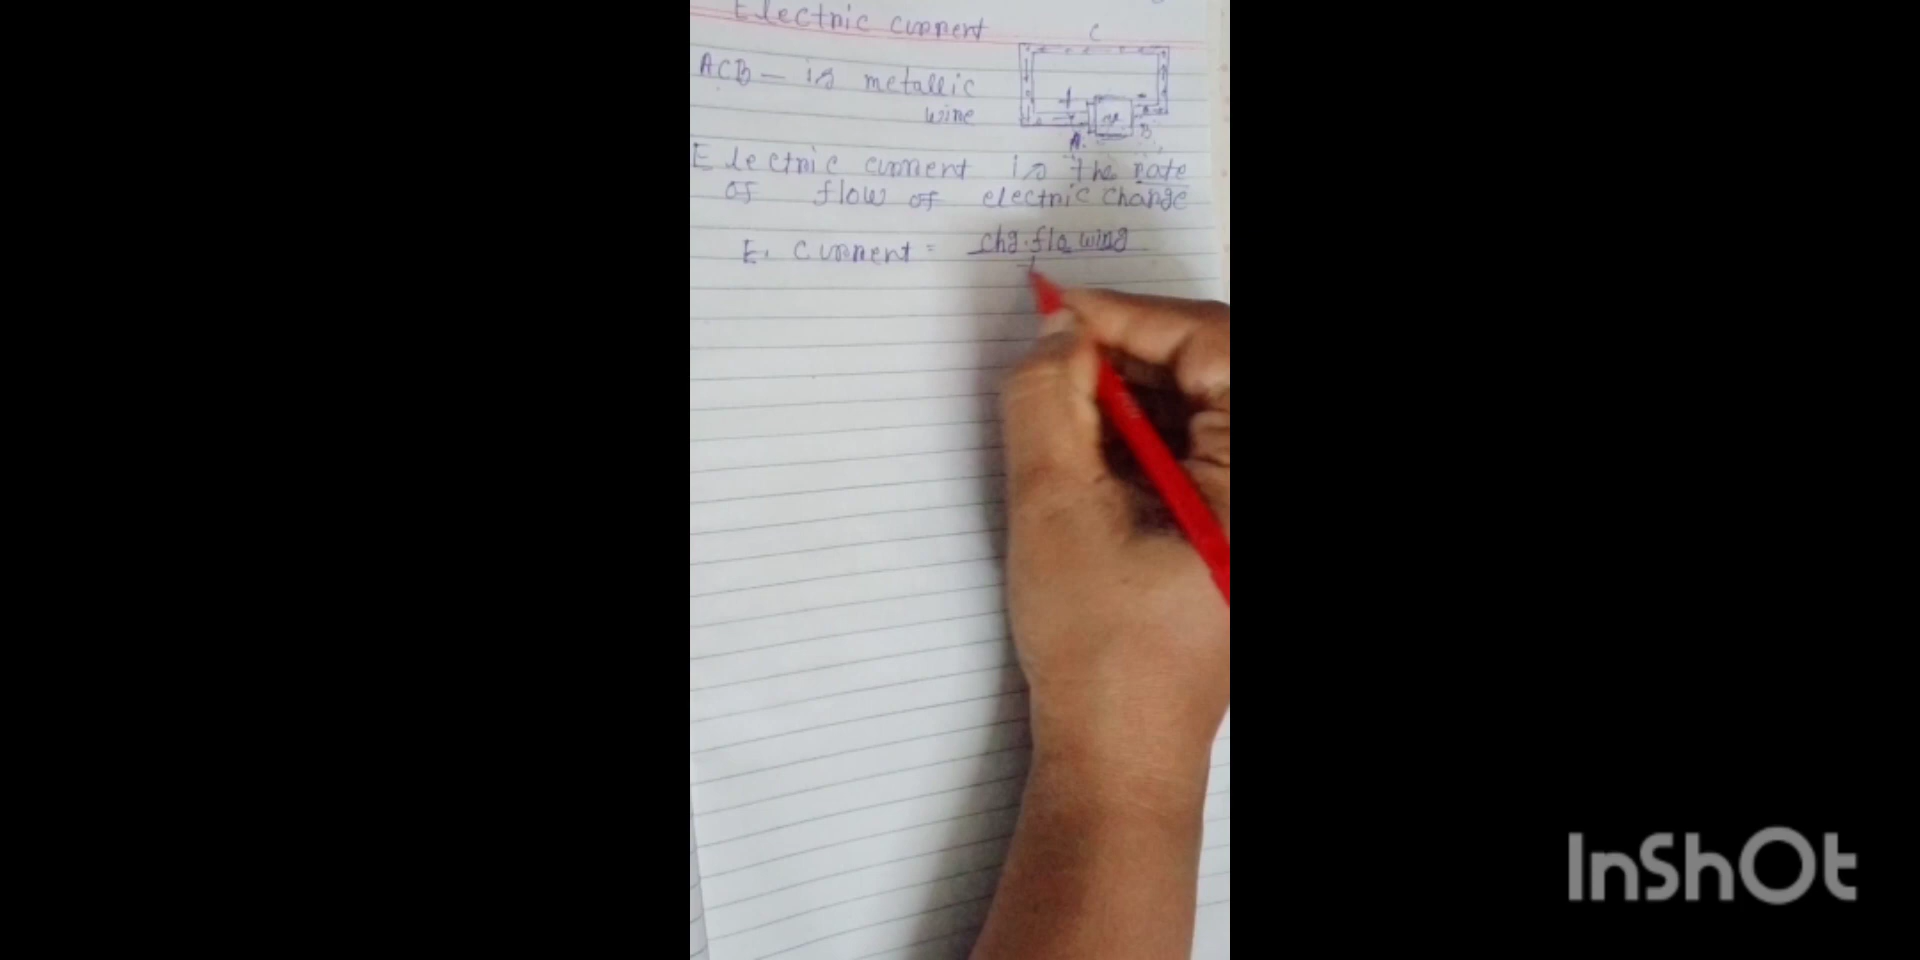 Electric current
C
ACB - is metallic
wire
+ -
A. B
Electric current is the rate
of flow of electric charge
E. current = chg. flowing
InShOt